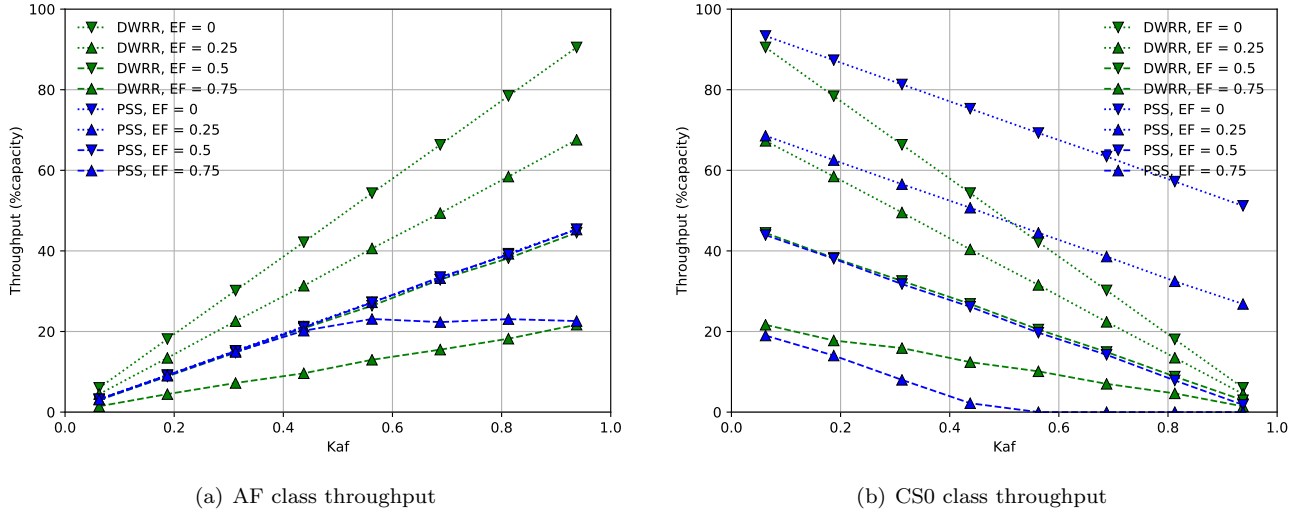 100
80
60
40
20
0
Throughput (%capacity)
DWRR, EF = 0
DWRR, EF = 0.25
DWRR, EF = 0.5
DWRR, EF = 0.75
PSS, EF = 0
PSS, EF = 0.25
PSS, EF = 0.5
PSS, EF = 0.75
0.0 0.2 0.4 0.6 0.8 1.0
Kaf
(a) AF class throughput
100
80
60
40
20
0
Throughput (%capacity)
DWRR, EF = 0
DWRR, EF = 0.25
DWRR, EF = 0.5
DWRR, EF = 0.75
PSS, EF = 0
PSS, EF = 0.25
PSS, EF = 0.5
PSS, EF = 0.75
0.0 0.2 0.4 0.6 0.8 1.0
Kaf
(b) CS0 class throughput